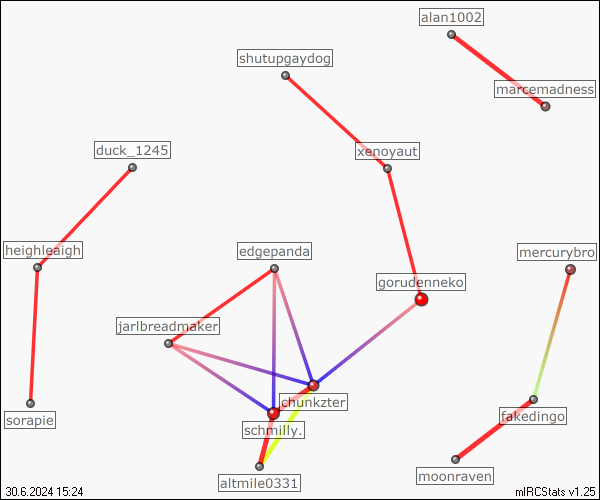 alan1002
shutupgaydog
marcemadness
duck_1245
xenoyaut
heighleaigh
edgepanda
mercurybro
gorudenneko
jarlbreadmaker
chunkzter
sorapie
fakedingo
schmilly.
moonraven
altmile0331
30.6.2024 15:24
mIRCStats v1.25